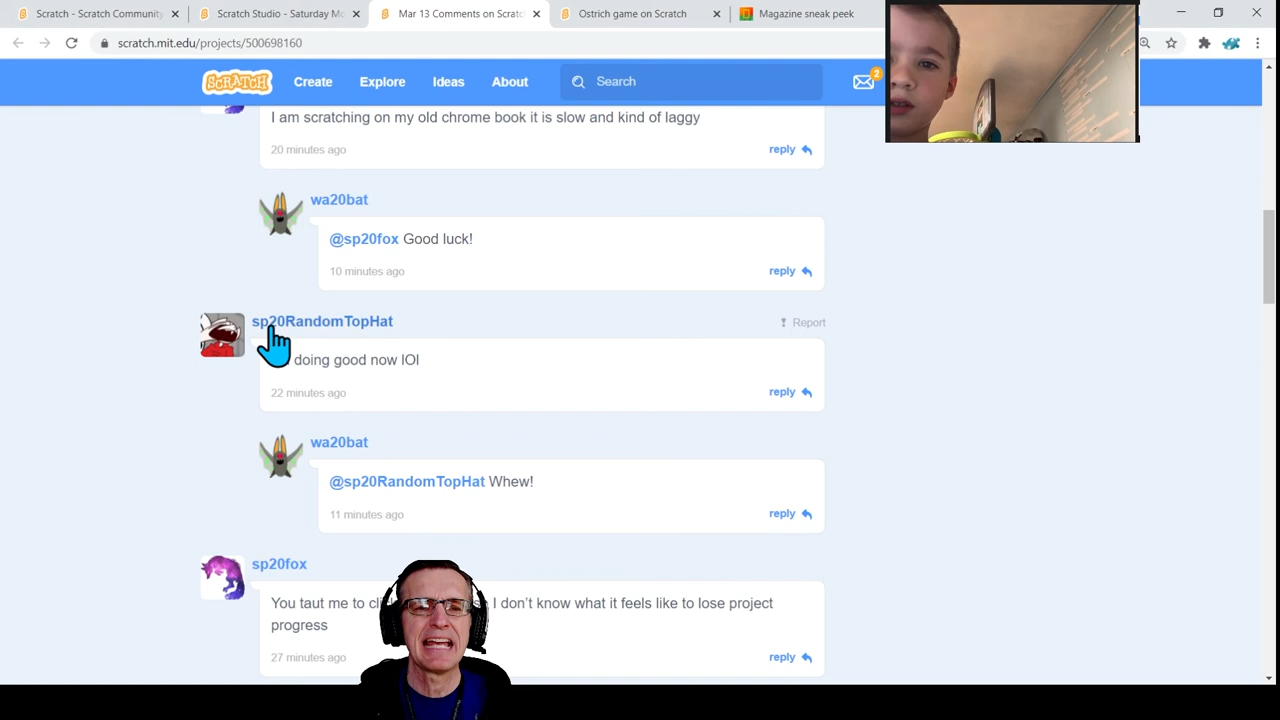 Scratch - Scratch Community
Scratch Studio - Saturday Mo
Mar 13 Comments on Scratc
Ostrich game on Scratch
Magazine sneak peek
scratch.mit.edu/projects/500698160
SCRATCH
Create
Explore
Ideas
About
Search
2
I am scratching on my old chrome book it is slow and kind of laggy
20 minutes ago
reply
wa20bat
@sp20fox Good luck!
10 minutes ago
reply
sp20RandomTopHat
Report
doing good now lOl
22 minutes ago
reply
wa20bat
@sp20RandomTopHat Whew!
11 minutes ago
reply
sp20fox
You taut me to I don't know what it feels like to lose project
progress
27 minutes ago
reply